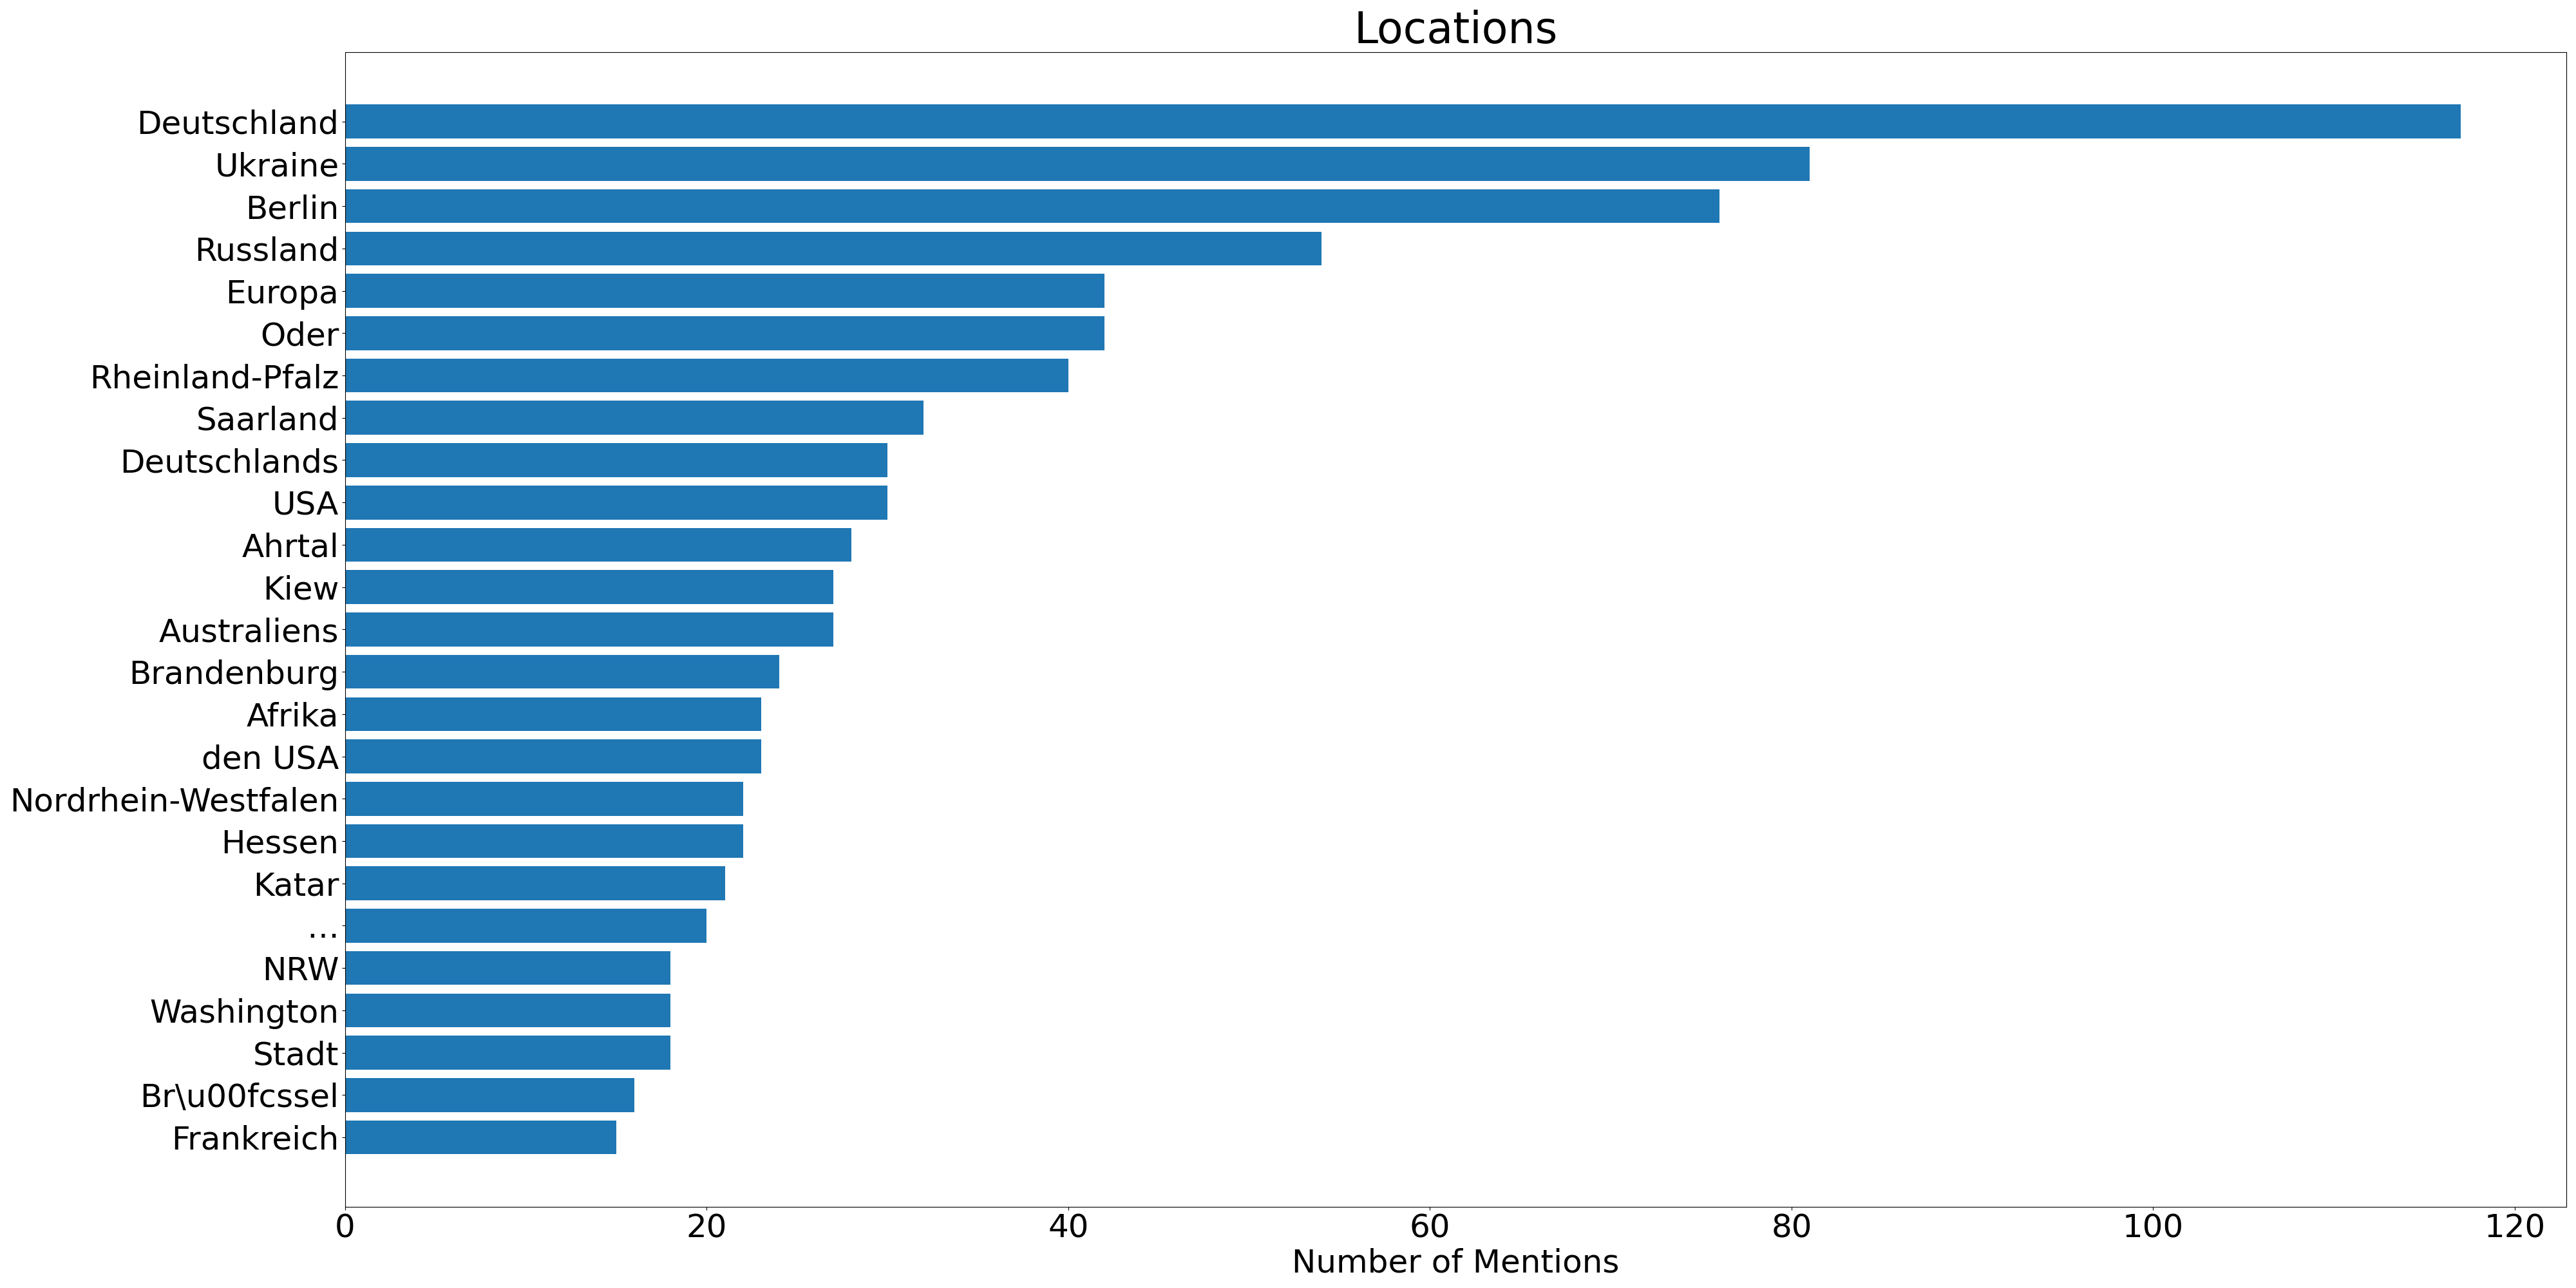 Locations
Deutschland
Ukraine
Berlin
Russland
Europa
Oder
Rheinland-Pfalz
Saarland
Deutschlands
USA
Ahrtal
Kiew
Australiens
Brandenburg
Afrika
den USA
Nordrhein-Westfalen
Hessen
Katar
...
NRW
Washington
Stadt
Br\u00fcssel
Frankreich
0 20 40 60 80 100 120
Number of Mentions